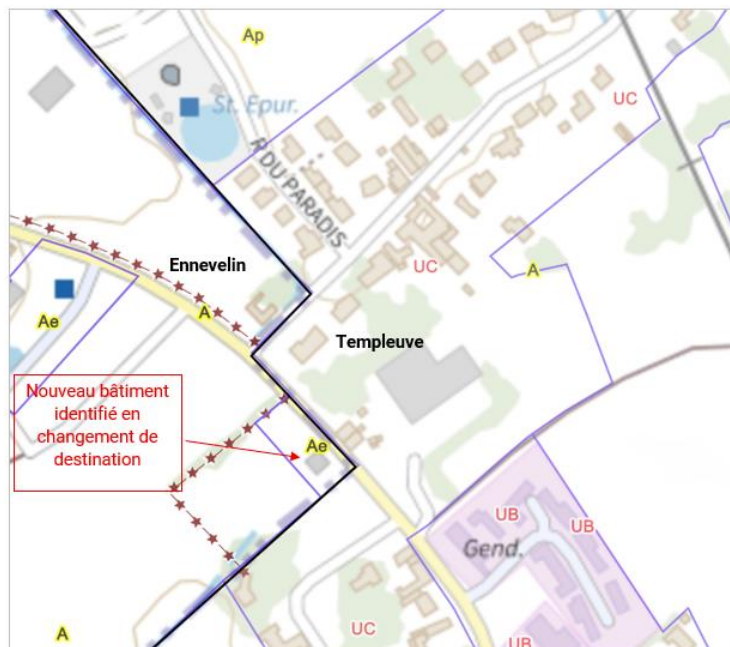 Ap
UC
St. Epur.
R DU PARADIS
Ennevelin
UC
A
A
Ae
Templeuve
Nouveau bâtiment
identifié en
changement de
destination
Ae
UB
UB
Gend.
A
UC
UB